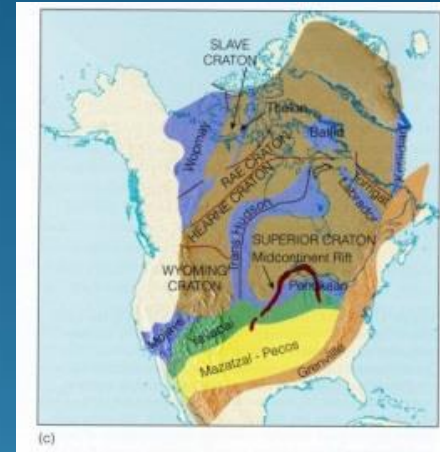 SLAVE
CRATON
Thelon
Wopmay
Baffin
RAE CRATON
HEARNE CRATON
Torngat
Labrador
Trans Hudson
SUPERIOR CRATON
Midcontinent Rift
WYOMING
CRATON
Penokean
Mojave
Yavapai
Mazatzal - Pecos
Grenville
(c)